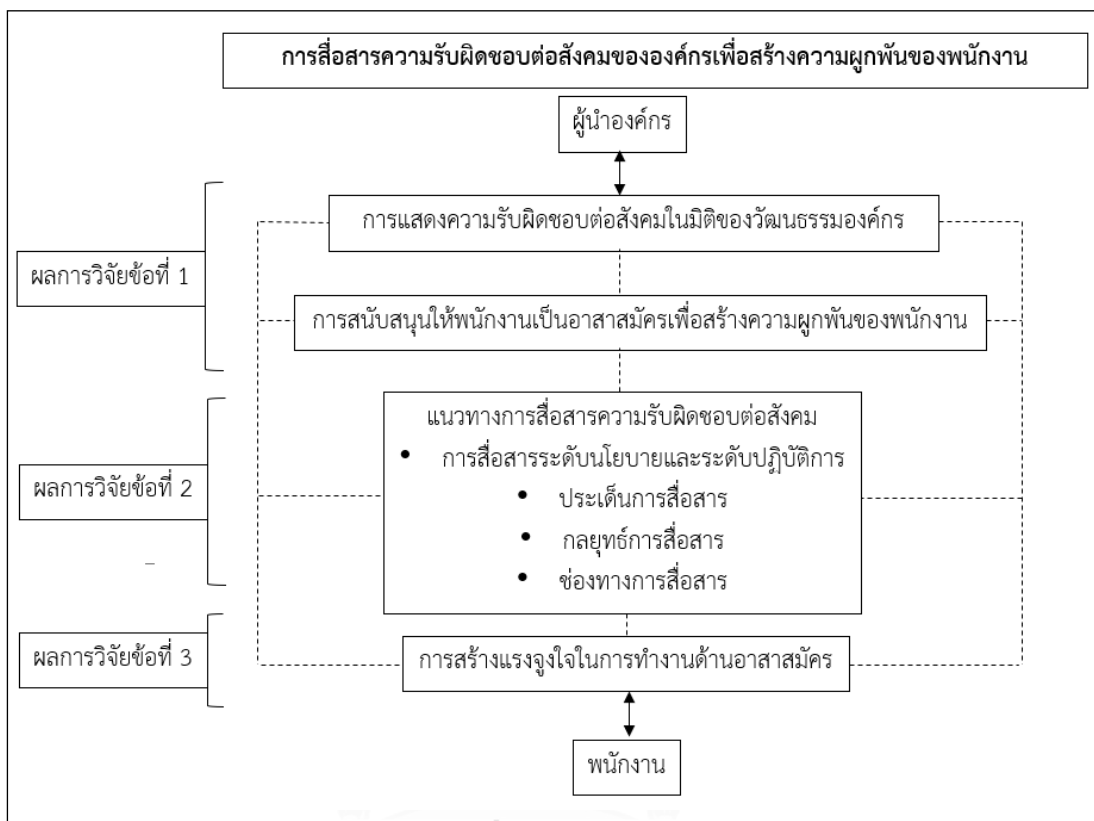 การสื่อสารความรับผิดชอบต่อสังคมขององค์กรเพื่อสร้างความผูกพันของพนักงาน
ผู้นำองค์กร
การแสดงความรับผิดชอบต่อสังคมในมิติของวัฒนธรรมองค์กร
ผลการวิจัยข้อที่ 1
การสนับสนุนให้พนักงานเป็นอาสาสมัครเพื่อสร้างความผูกพันของพนักงาน
แนวทางการสื่อสารความรับผิดชอบต่อสังคม
• การสื่อสารระดับนโยบายและระดับปฏิบัติการ
ผลการวิจัยข้อที่ 2
• ประเด็นการสื่อสาร
• กลยุทธ์การสื่อสาร
• ช่องทางการสื่อสาร
ผลการวิจัยข้อที่ 3
การสร้างแรงจูงใจในการทำงานด้านอาสาสมัคร
พนักงาน